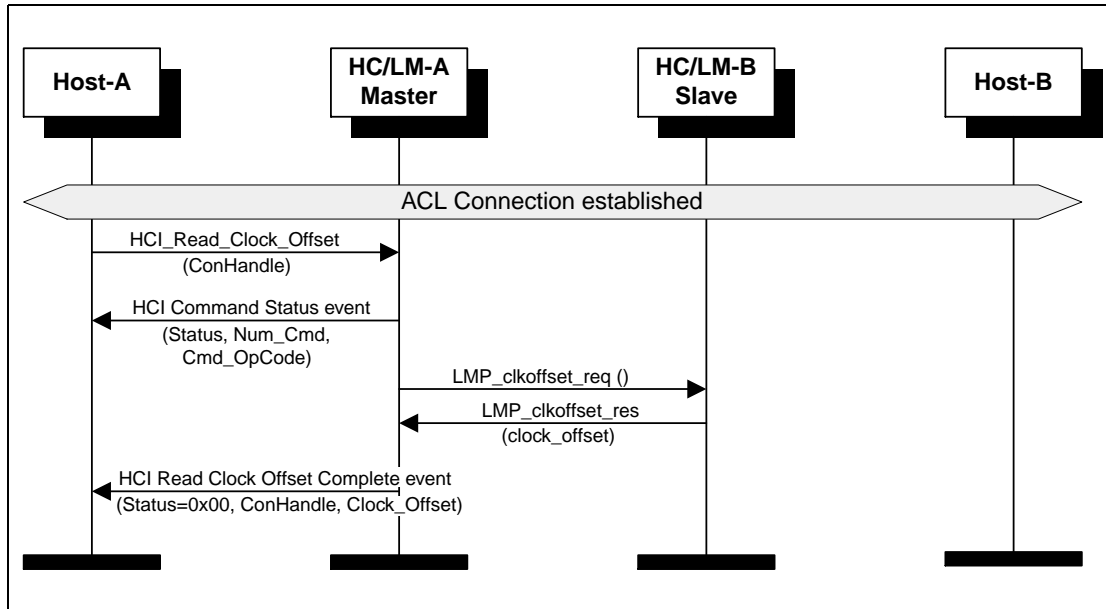 Host-A
HC/LM-A
Master
HC/LM-B
Slave
Host-B
ACL Connection established
HCI_Read_Clock_Offset
(ConHandle)
HCI Command Status event
(Status, Num_Cmd,
Cmd_OpCode)
LMP_clkoffset_req ()
LMP_clkoffset_res
(clock_offset)
HCI Read Clock Offset Complete event
(Status=0x00, ConHandle, Clock_Offset)